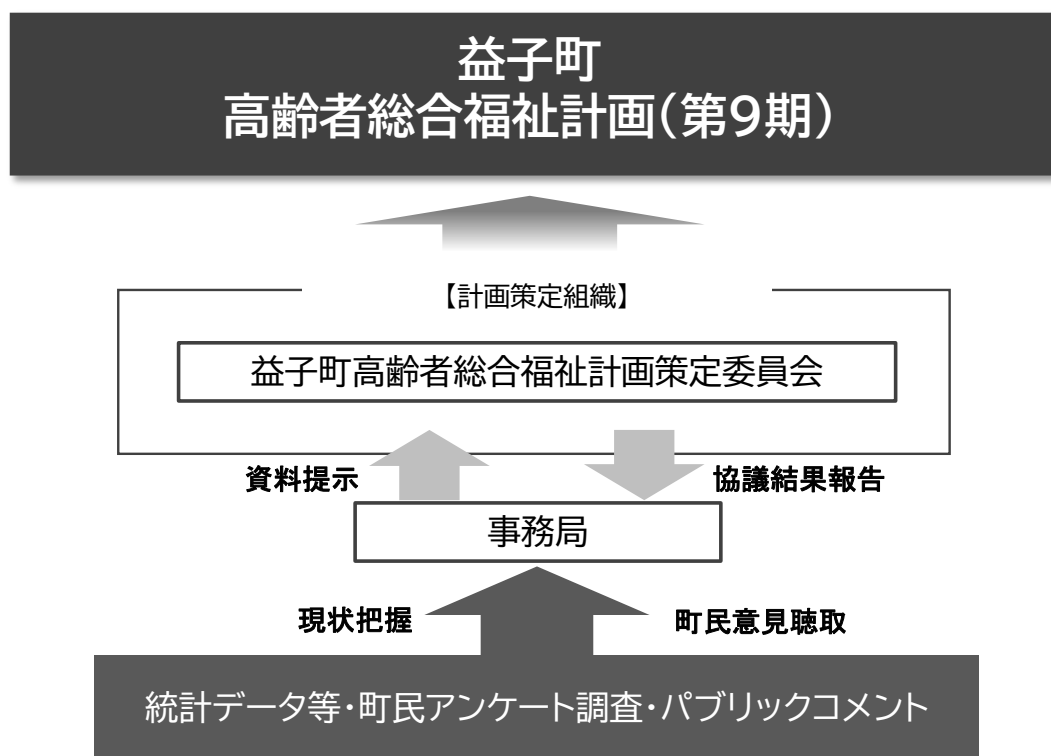 益子町
高齢者総合福祉計画(第9期)
【計画策定組織】
益子町高齢者総合福祉計画策定委員会
資料提示
協議結果報告
事務局
現状把握
町民意見聴取
統計データ等・町民アンケート調査・パブリックコメント